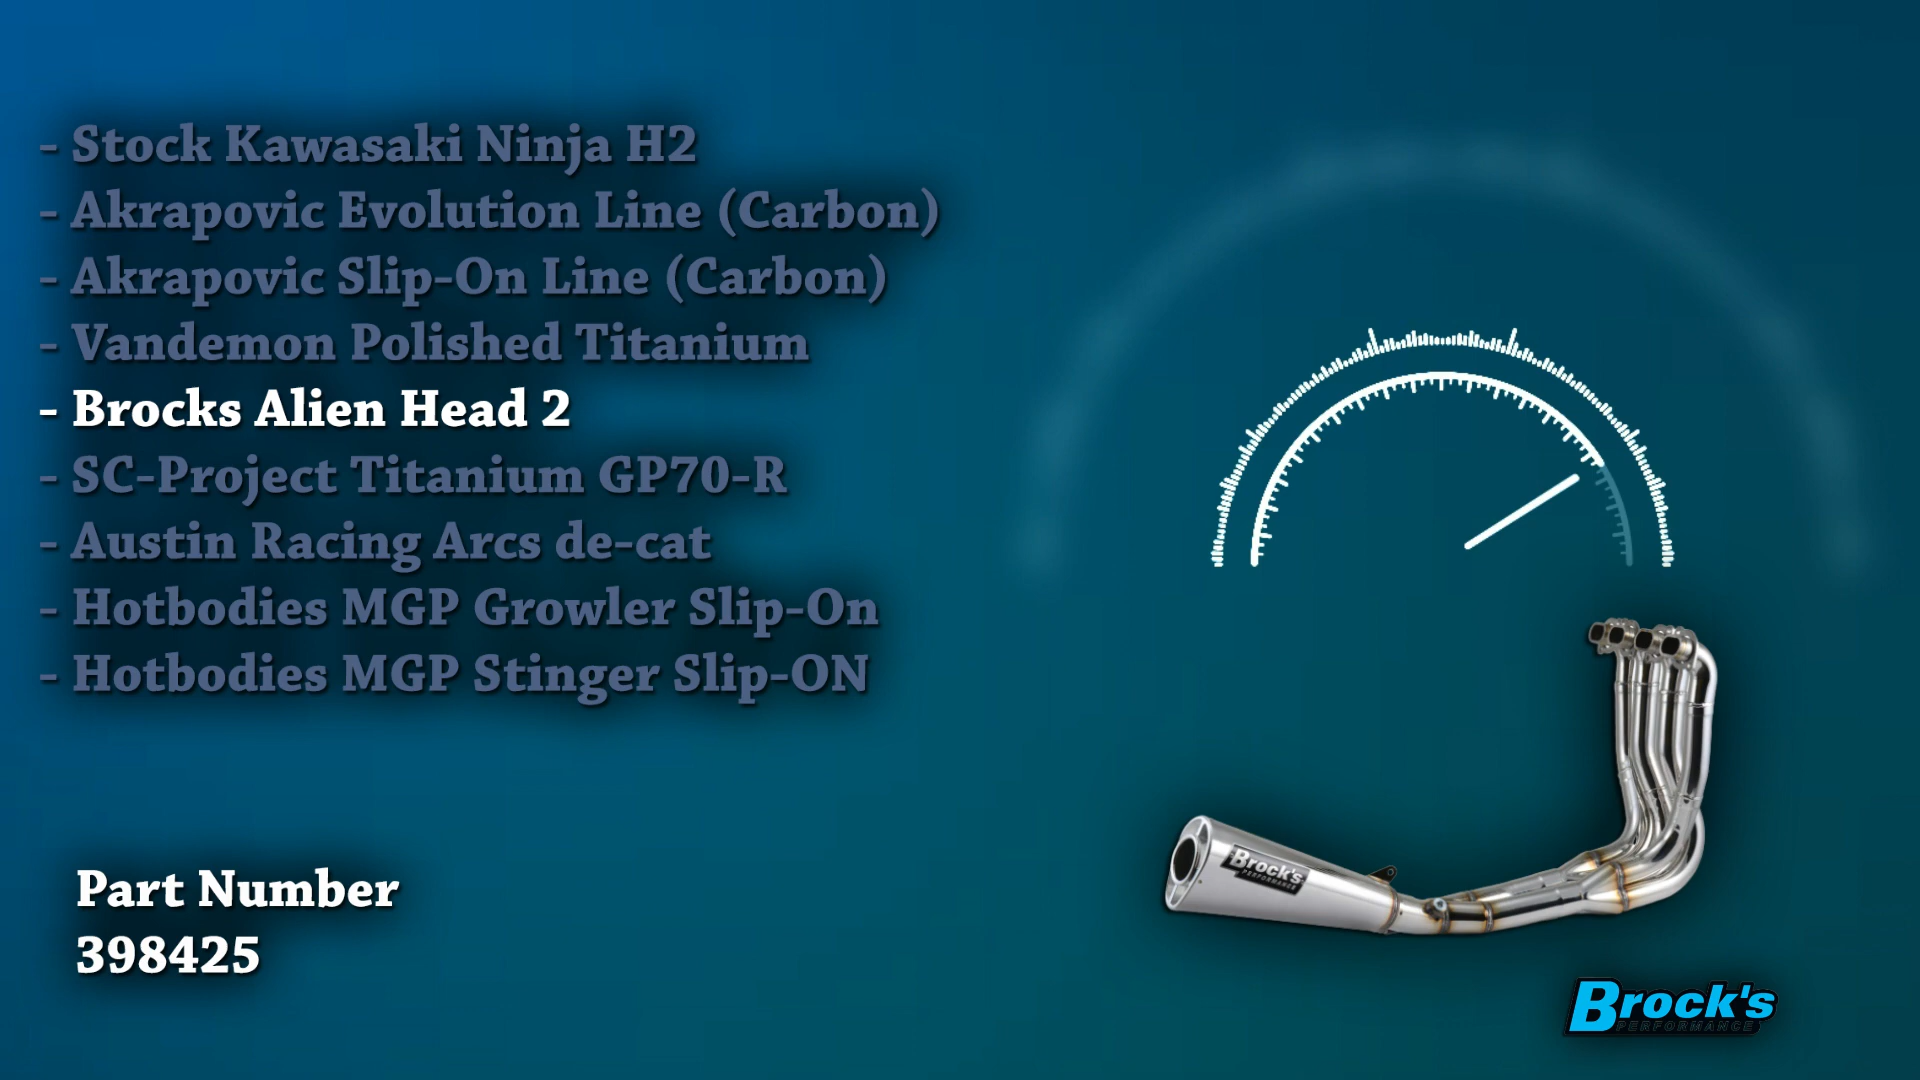 - Stock Kawasaki Ninja H2
- Akrapovic Evolution Line (Carbon)
- Akrapovic Slip-On Line (Carbon)
- Vandemon Polished Titanium
- Brocks Alien Head 2
- SC-Project Titanium GP70-R
- Austin Racing Arcs de-cat
- Hotbodies MGP Growler Slip-On
- Hotbodies MGP Stinger Slip-ON
Part Number
398425
Brock's
PERFORMANCE
Brock's
PERFORMANCE